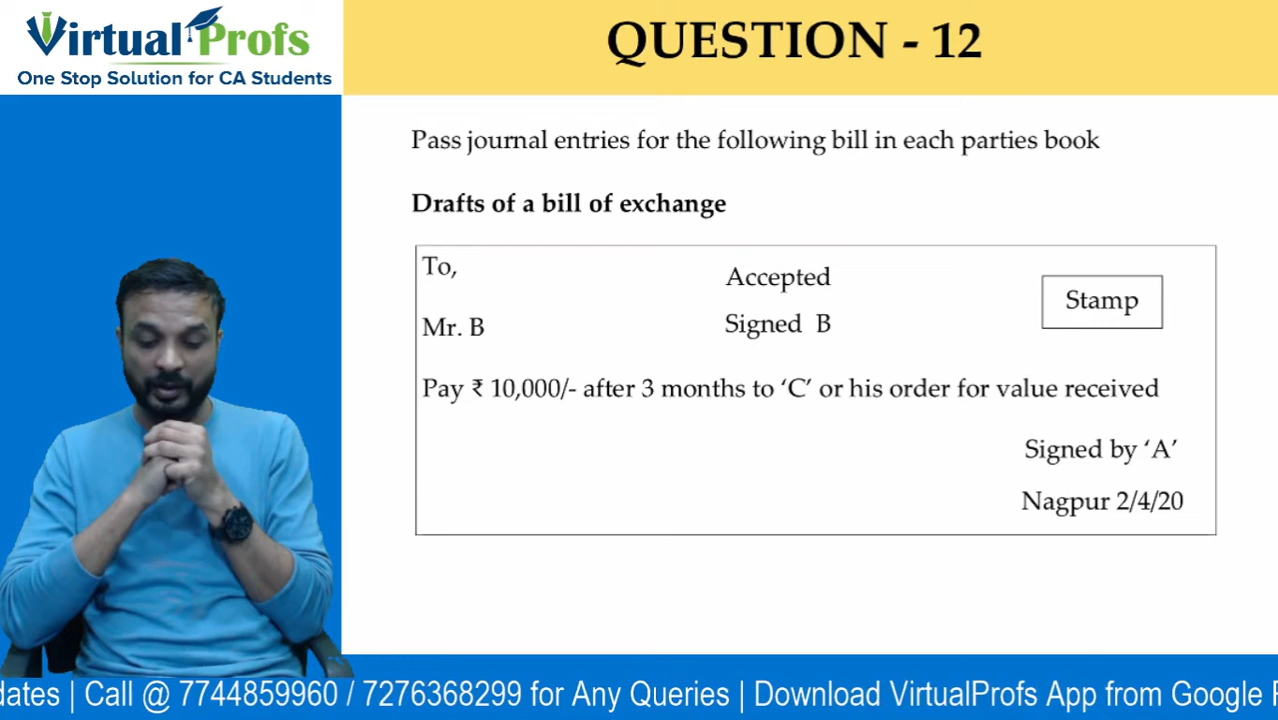 VirtualProfs
One Stop Solution for CA Students
QUESTION - 12
Pass journal entries for the following bill in each parties book
Drafts of a bill of exchange
To,
Accepted
Stamp
Mr. B
Signed B
Pay ₹ 10,000/- after 3 months to ‘C’ or his order for value received
Signed by ‘A’
Nagpur 2/4/20
dates | Call @ 7744859960 / 7276368299 for Any Queries | Download VirtualProfs App from Google